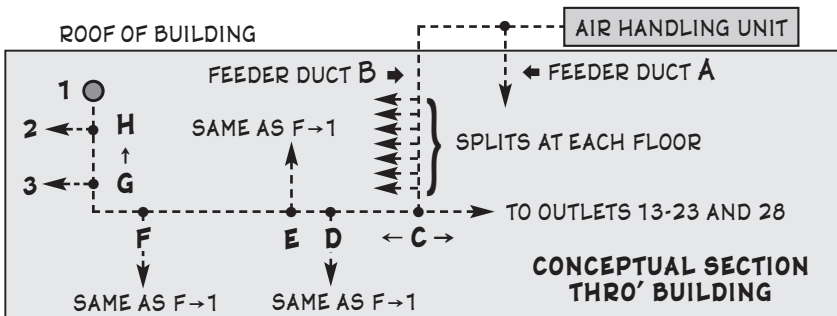 ROOF OF BUILDING
AIR HANDLING UNIT
FEEDER DUCT B
FEEDER DUCT A
1
2
H
SAME AS F→1
SPLITS AT EACH FLOOR
↑
3
G
TO OUTLETS 13-23 AND 28
F
E
D
← C →
CONCEPTUAL SECTION
THRO' BUILDING
SAME AS F→1
SAME AS F→1